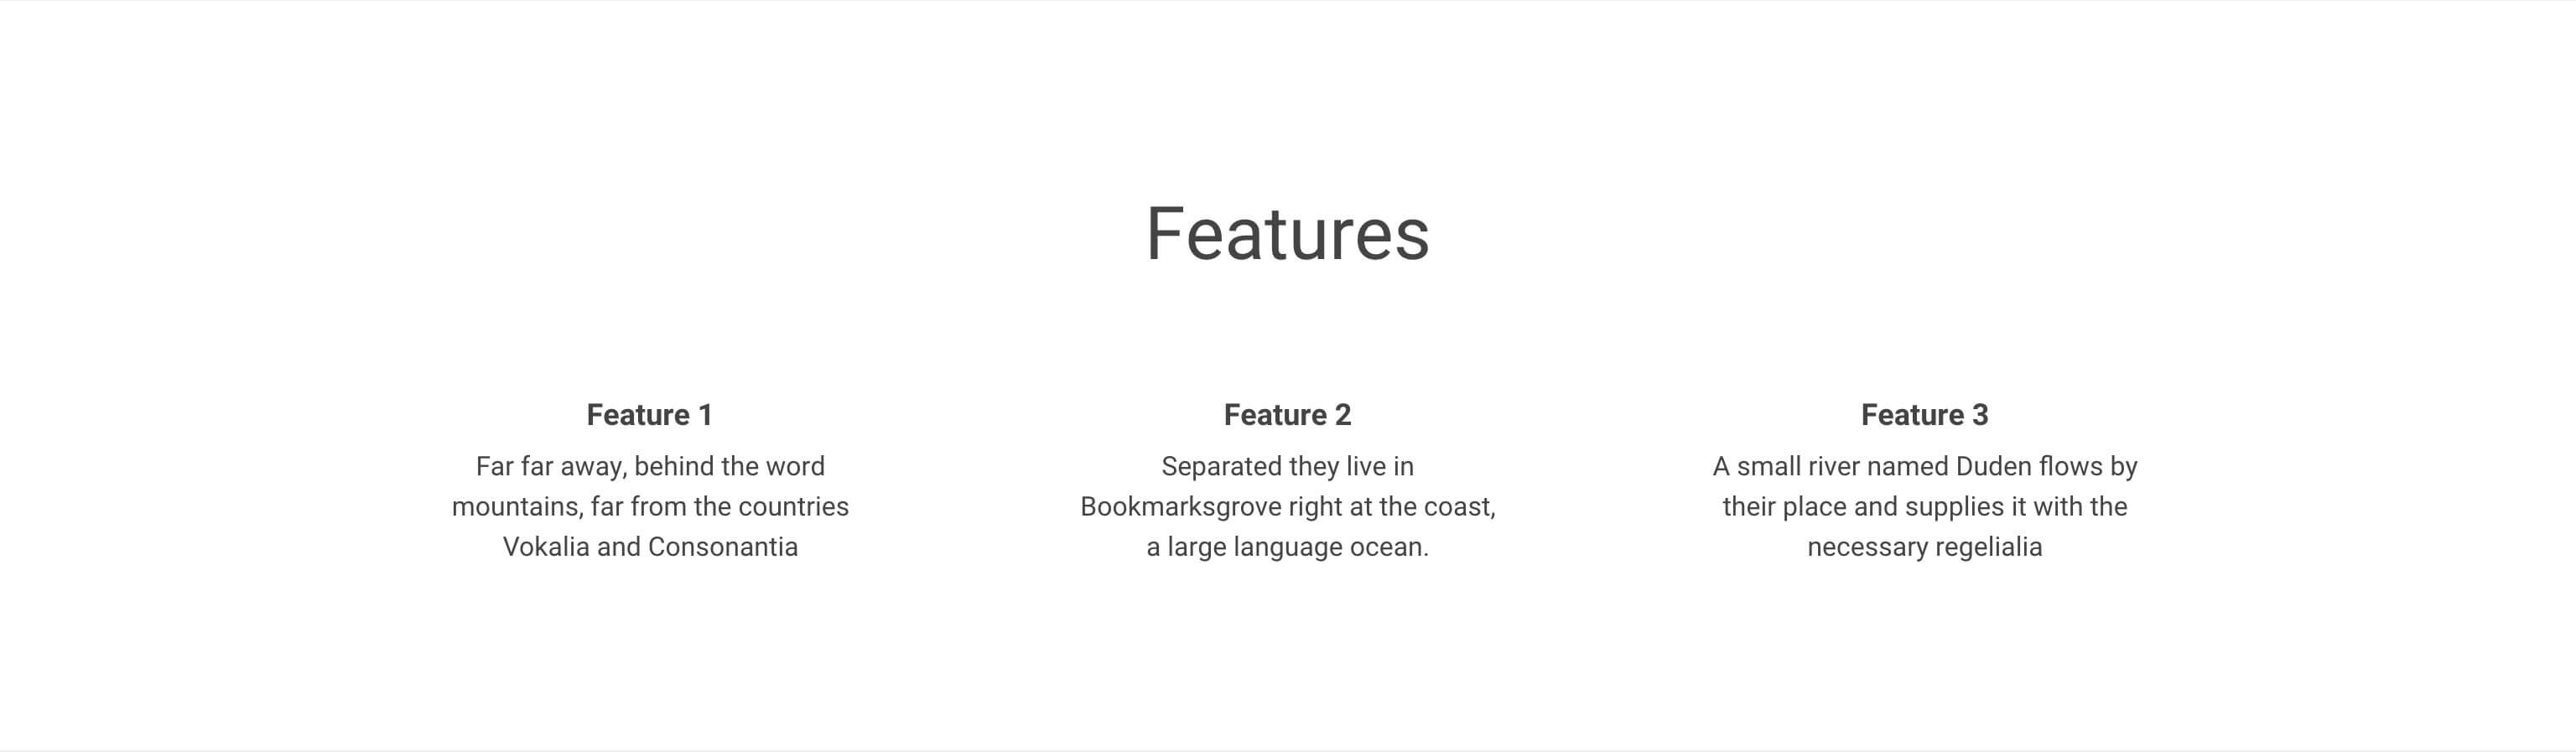 Features
Feature 1
Far far away, behind the word
mountains, far from the countries
Vokalia and Consonantia
Feature 2
Separated they live in
Bookmarksgrove right at the coast,
a large language ocean.
Feature 3
A small river named Duden flows by
their place and supplies it with the
necessary regelialia